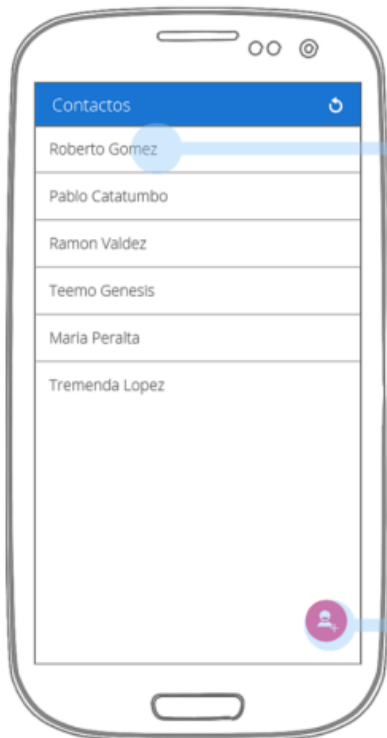 Contactos
Roberto Gomez
Pablo Catatumbo
Ramon Valdez
Teemo Genesis
Maria Peralta
Tremenda Lopez